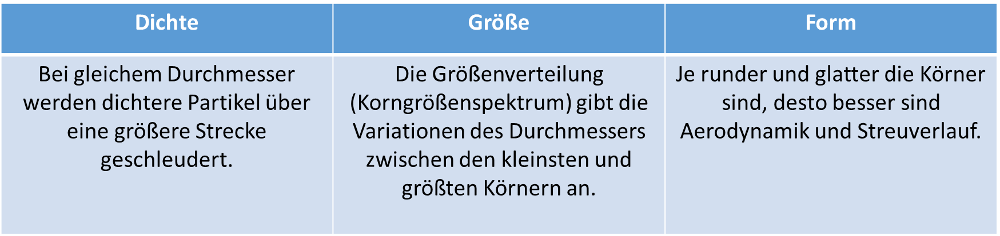 Dichte
Größe
Form
Bei gleichem Durchmesser
werden dichtere Partikel über
eine größere Strecke
geschleudert.
Die Größenverteilung
(Korngrößenspektrum) gibt die
Variationen des Durchmessers
zwischen den kleinsten und
größten Körnern an.
Je runder und glatter die Körner
sind, desto besser sind
Aerodynamik und Streuverlauf.